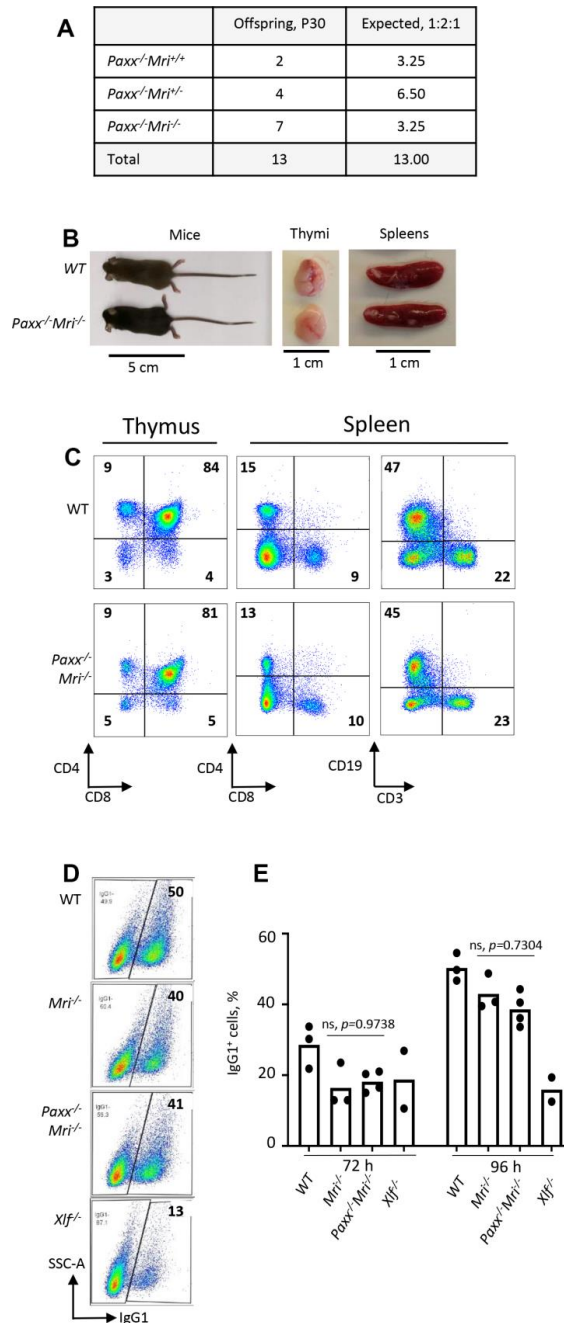 A
Offspring, P30 Expected, 1:2:1
Paxx-/-Mri+/+ 2 3.25
Paxx-/-Mri+/- 4 6.50
Paxx-/-Mri-/- 7 3.25
Total 13 13.00
B
Mice Thymi Spleens
WT
Paxx-/-Mri-/-
5 cm 1 cm 1 cm
Thymus Spleen
C
9 84 15 47
WT
3 4 9 22
9 81 13 45
Paxx-/-
Mri-/-
5 5 10 23
CD4 CD4 CD19
CD8 CD8 CD3
D
WT
IgG1-
50
Mri-/-
IgG1-
40
Paxx-/-
Mri-/-
IgG1-
41
Xlf-/-
IgG1-
13
SSC-A
IgG1
E
IgG1+ cells, %
60
40
20
0
ns, p=0.9738
ns, p=0.7304
WT Mri-/- Paxx-/-Mri-/- Xlf-/- WT Mri-/- Paxx-/-Mri-/- Xlf-/-
72 h 96 h